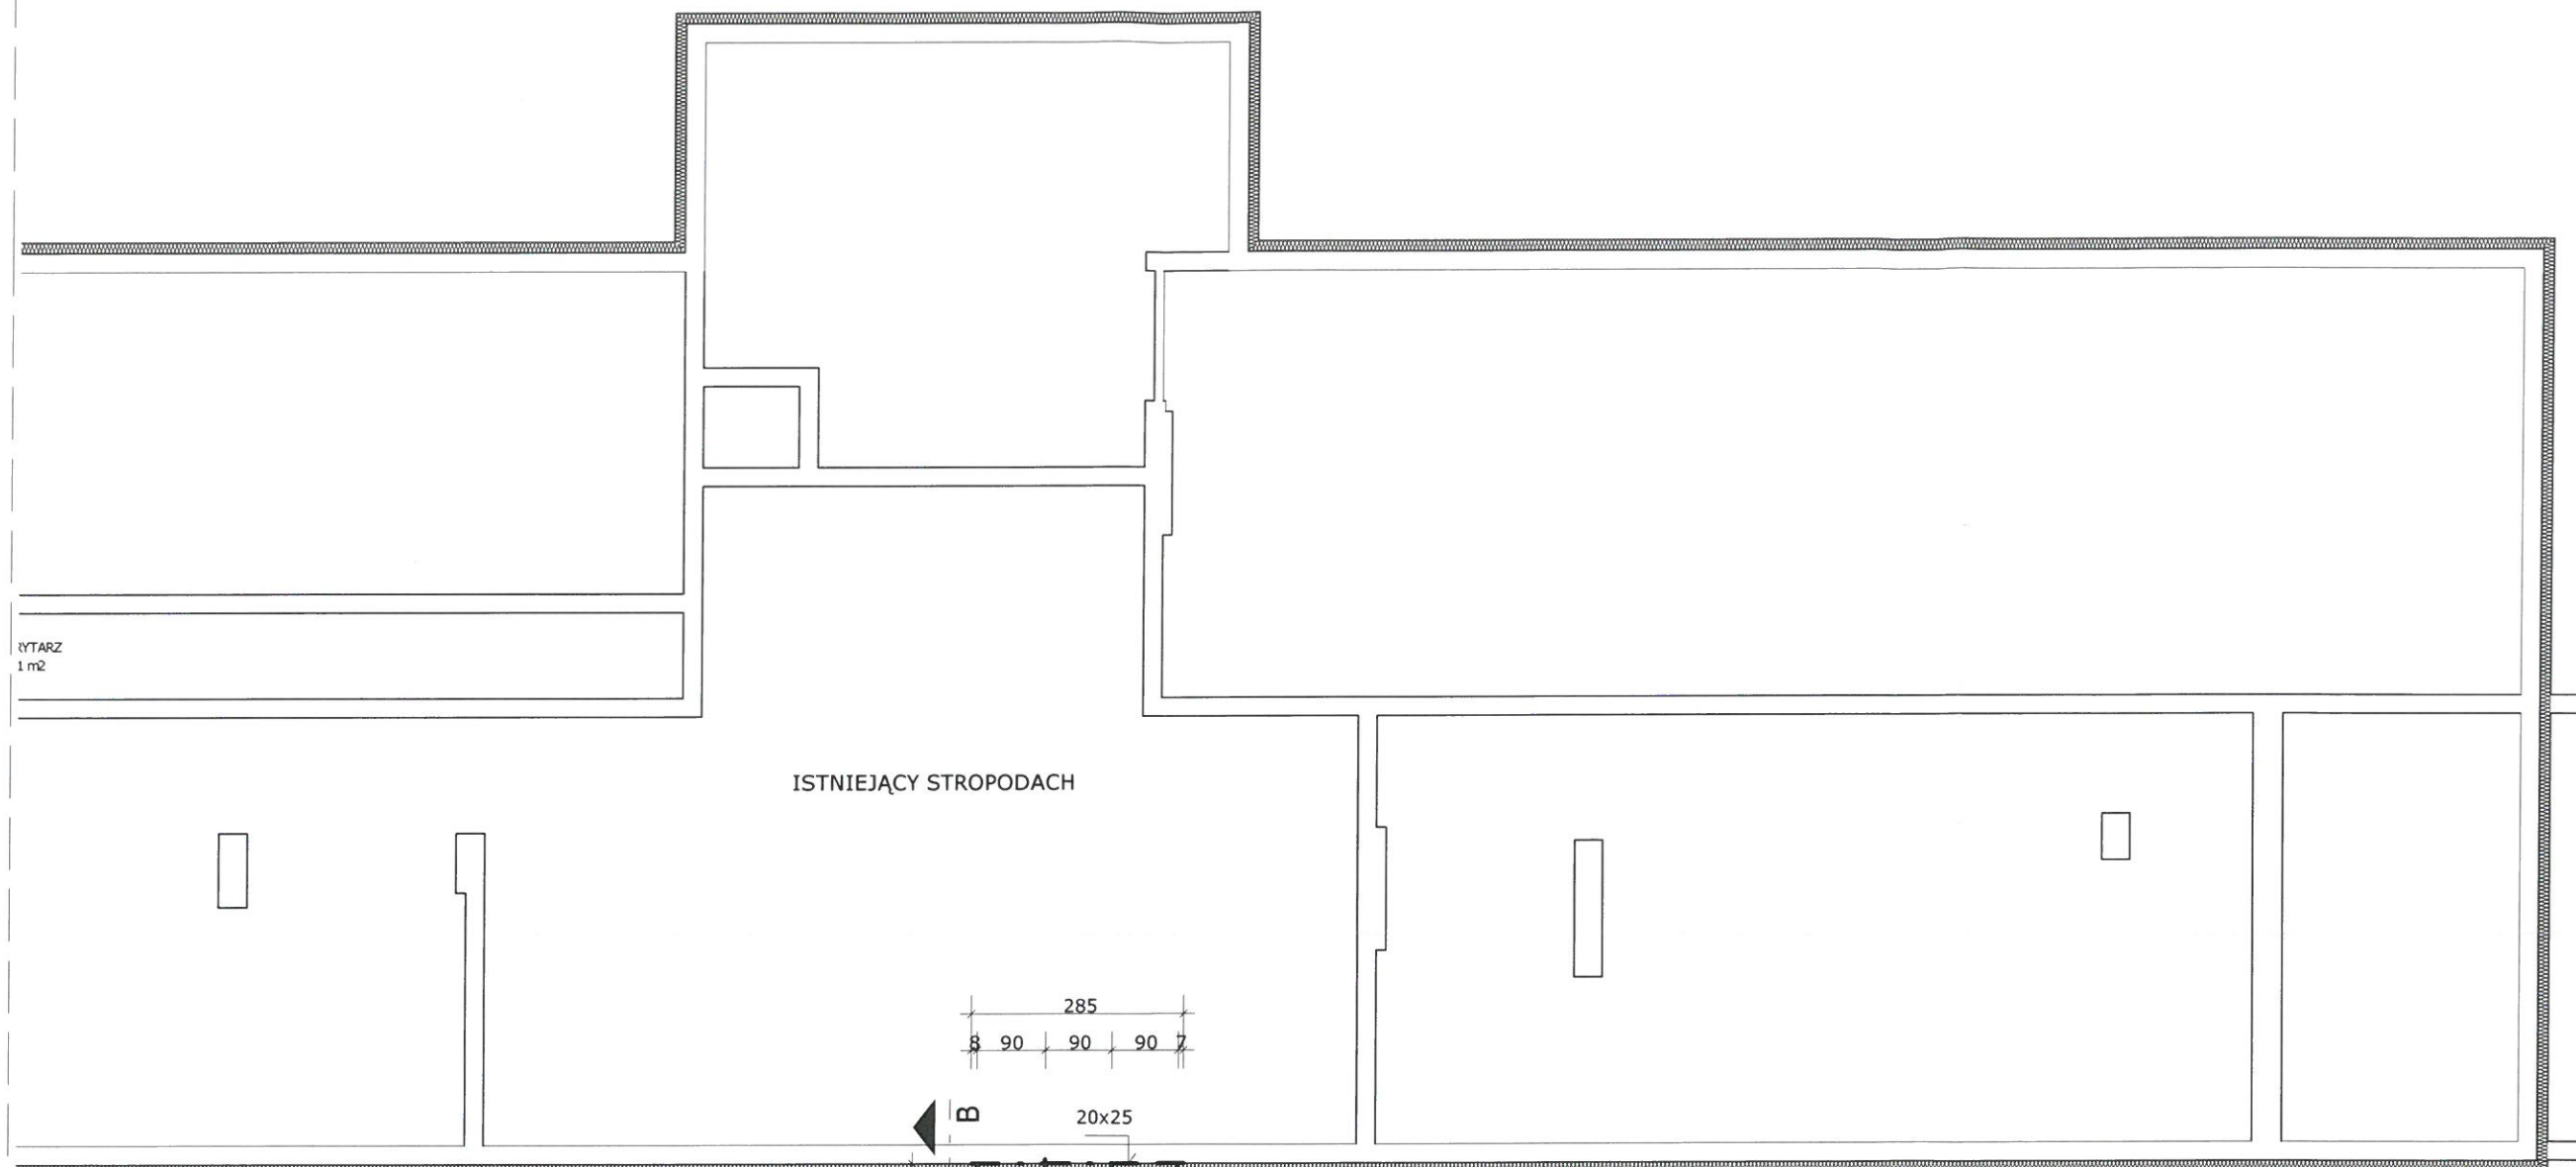 RYTARZ
1 m2
ISTNIEJĄCY STROPODACH
285
8 90 90 90 7
B
20x25